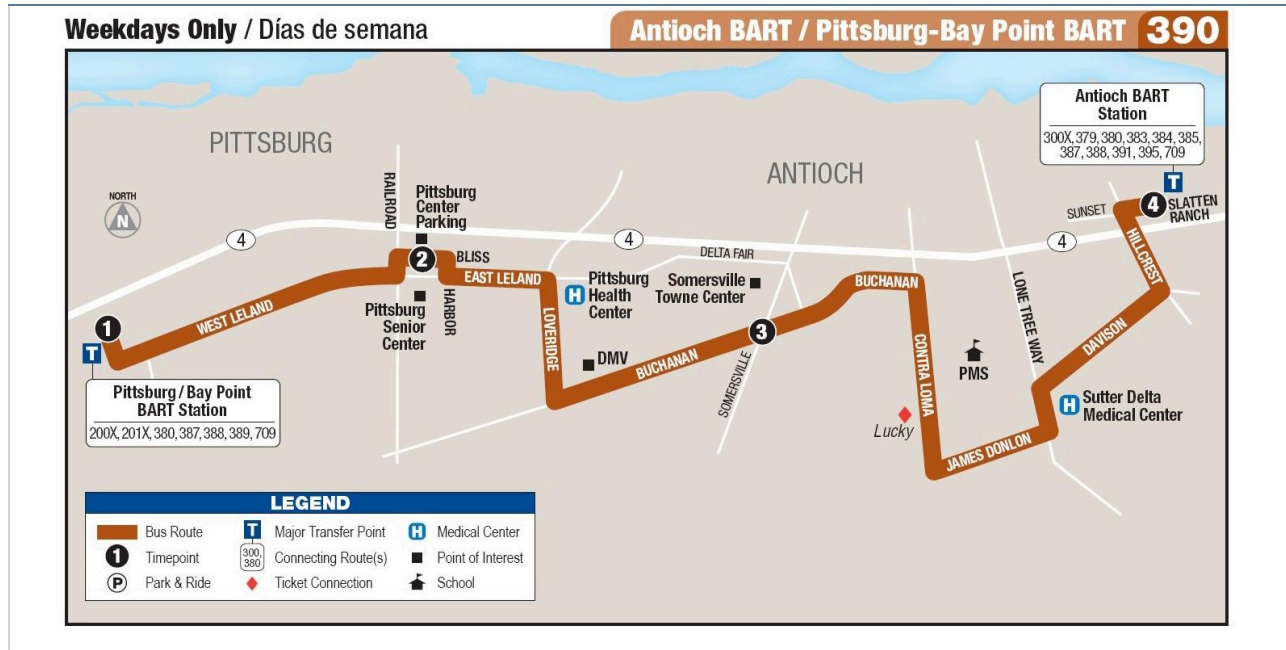 Weekdays Only / Días de semana
Antioch BART / Pittsburg-Bay Point BART 390
PITTSBURG
ANTIOCH
Antioch BART
Station
300X, 379, 380, 383, 384, 385,
387, 388, 391, 395, 709
T
4
SLATTEN
RANCH
SUNSET
HILLCREST
NORTH
N
RAILROAD
Pittsburg
Center
Parking
4
4
4
2
BLISS
DELTA FAIR
EAST LELAND
HARBOR
H
Pittsburg
Health
Center
Somersville
Towne Center
BUCHANAN
LONE TREE WAY
WEST LELAND
Pittsburg
Senior
Center
LOVERIDGE
1
T
Pittsburg / Bay Point
BART Station
200X, 201X, 380, 387, 388, 389, 709
DMV
BUCHANAN
3
SOMERSVILLE
CONTRA LOMA
PMS
DAVISON
H
Sutter Delta
Medical Center
Lucky
JAMES DONLON
LEGEND
Bus Route
T
Major Transfer Point
H
Medical Center
1
Timepoint
300,
380
Connecting Route(s)
Point of Interest
P
Park & Ride
Ticket Connection
School